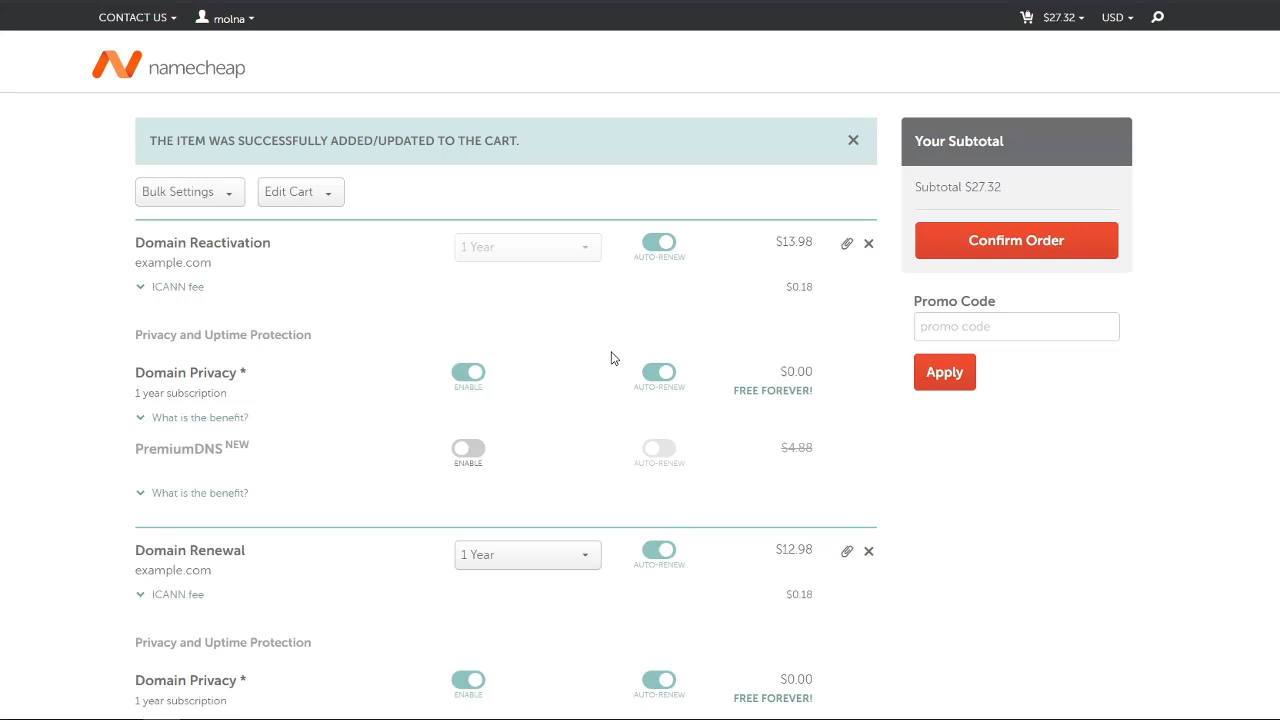 CONTACT US
molna
$27.32
USD
namecheap
THE ITEM WAS SUCCESSFULLY ADDED/UPDATED TO THE CART.
Bulk Settings
Edit Cart
Domain Reactivation
example.com
1 Year
AUTO-RENEW
$13.98
ICANN fee
$0.18
Privacy and Uptime Protection
Domain Privacy *
1 year subscription
ENABLE
AUTO-RENEW
$0.00
FREE FOREVER!
What is the benefit?
PremiumDNS NEW
ENABLE
AUTO-RENEW
$4.88
What is the benefit?
Domain Renewal
example.com
1 Year
AUTO-RENEW
$12.98
ICANN fee
$0.18
Privacy and Uptime Protection
Domain Privacy *
1 year subscription
ENABLE
AUTO-RENEW
$0.00
FREE FOREVER!
Your Subtotal
Subtotal $27.32
Confirm Order
Promo Code
promo code
Apply